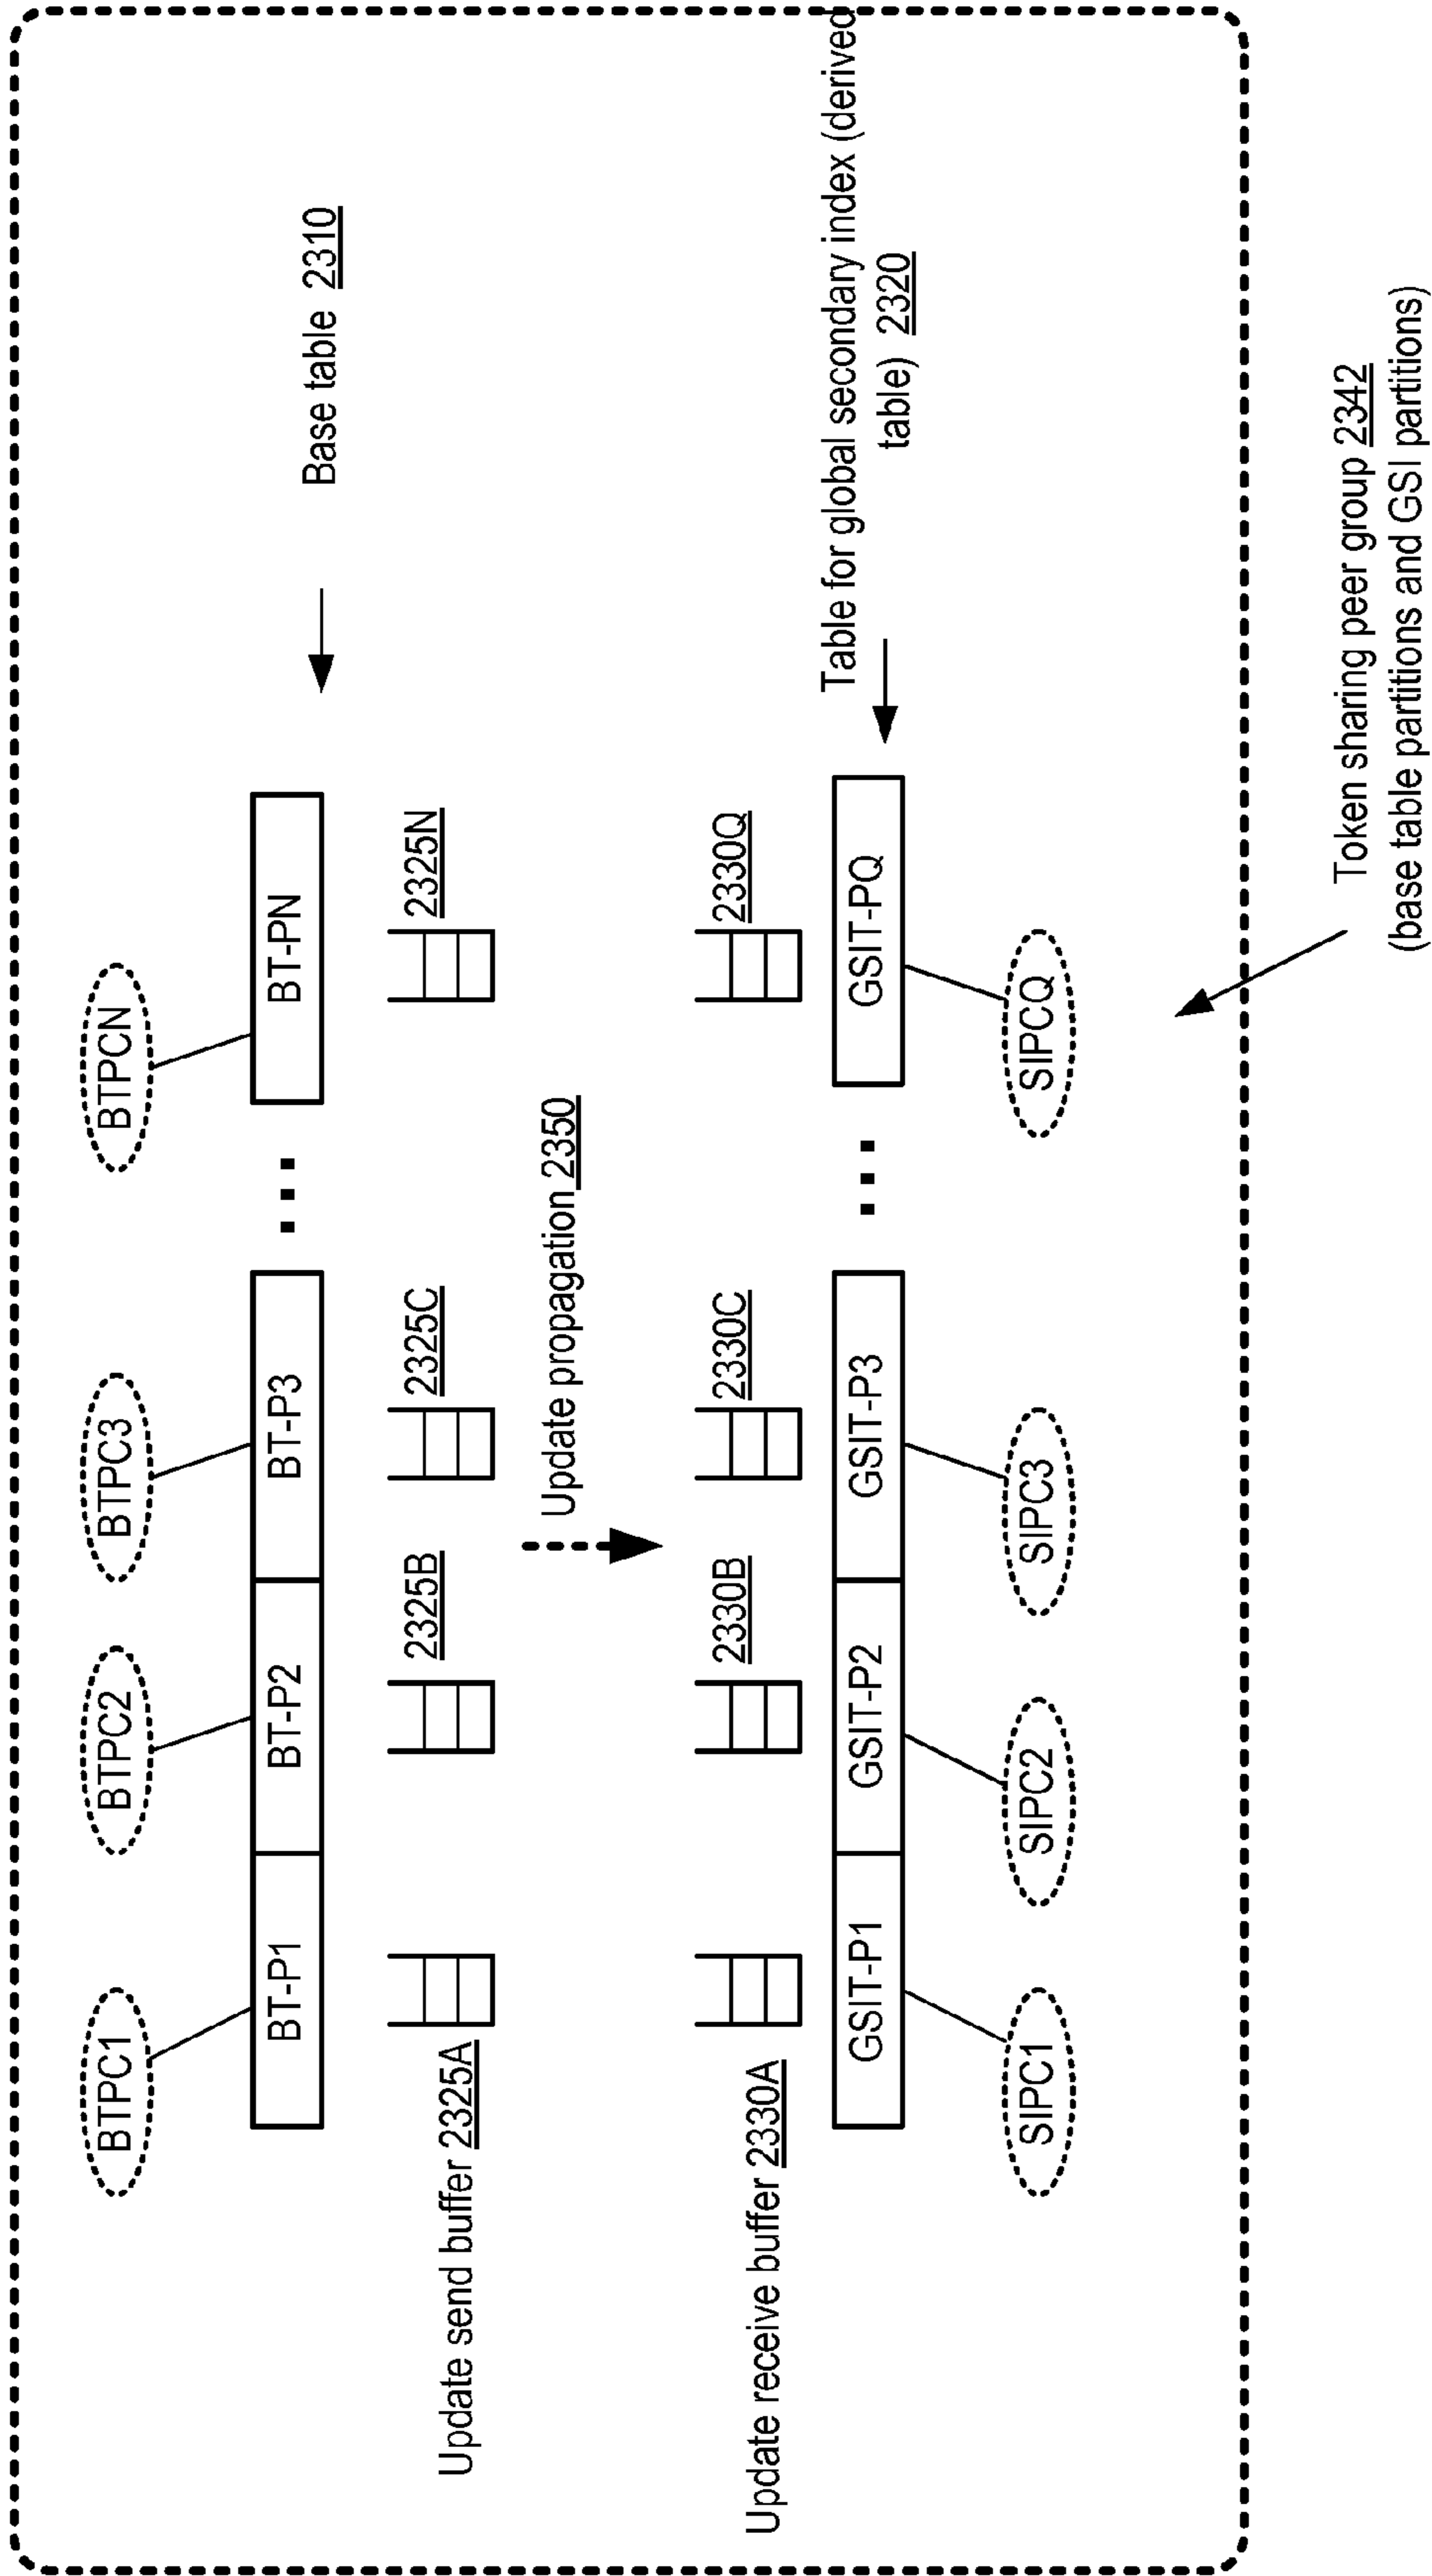 BTPC1
BTPC2
BTPC3
BTPCN
BT-P1
BT-P2
BT-P3
BT-PN
Base table 2310
Update send buffer 2325A
2325B
2325C
2325N
Update propagation 2350
Update receive buffer 2330A
2330B
2330C
2330Q
GSIT-P1
GSIT-P2
GSIT-P3
GSIT-PQ
Table for global secondary index (derived
table) 2320
SIPC1
SIPC2
SIPC3
SIPCQ
Token sharing peer group 2342
(base table partitions and GSI partitions)